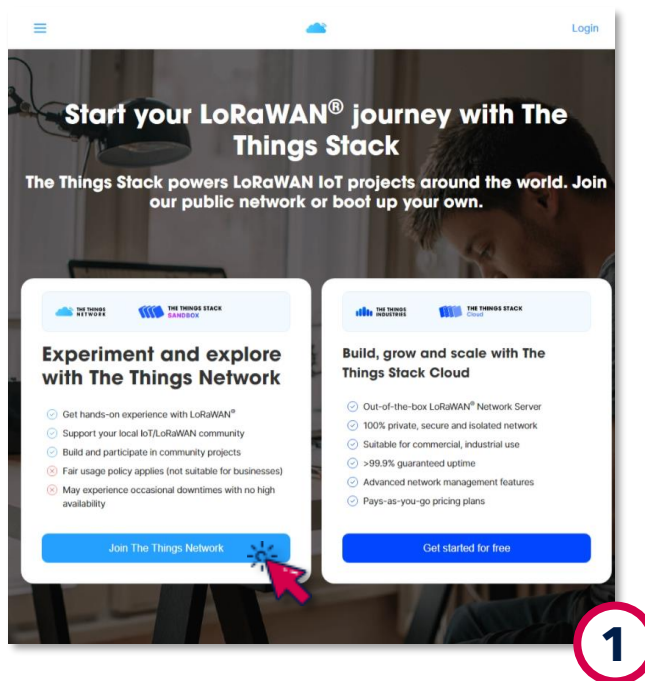 Login
Start your LoRaWAN® journey with The
Things Stack
The Things Stack powers LoRaWAN IoT projects around the world. Join
our public network or boot up your own.
THE THINGS
NETWORK
THE THINGS STACK
SANDBOX
Experiment and explore
with The Things Network
Get hands-on experience with LoRaWAN®
Support your local IoT/LoRaWAN community
Build and participate in community projects
Fair usage policy applies (not suitable for businesses)
May experience occasional downtimes with no high
availability
Join The Things Network
THE THINGS
INDUSTRIES
THE THINGS STACK
Cloud
Build, grow and scale with The
Things Stack Cloud
Out-of-the-box LoRaWAN® Network Server
100% private, secure and isolated network
Suitable for commercial, industrial use
>99.9% guaranteed uptime
Advanced network management features
Pays-as-you-go pricing plans
Get started for free
1